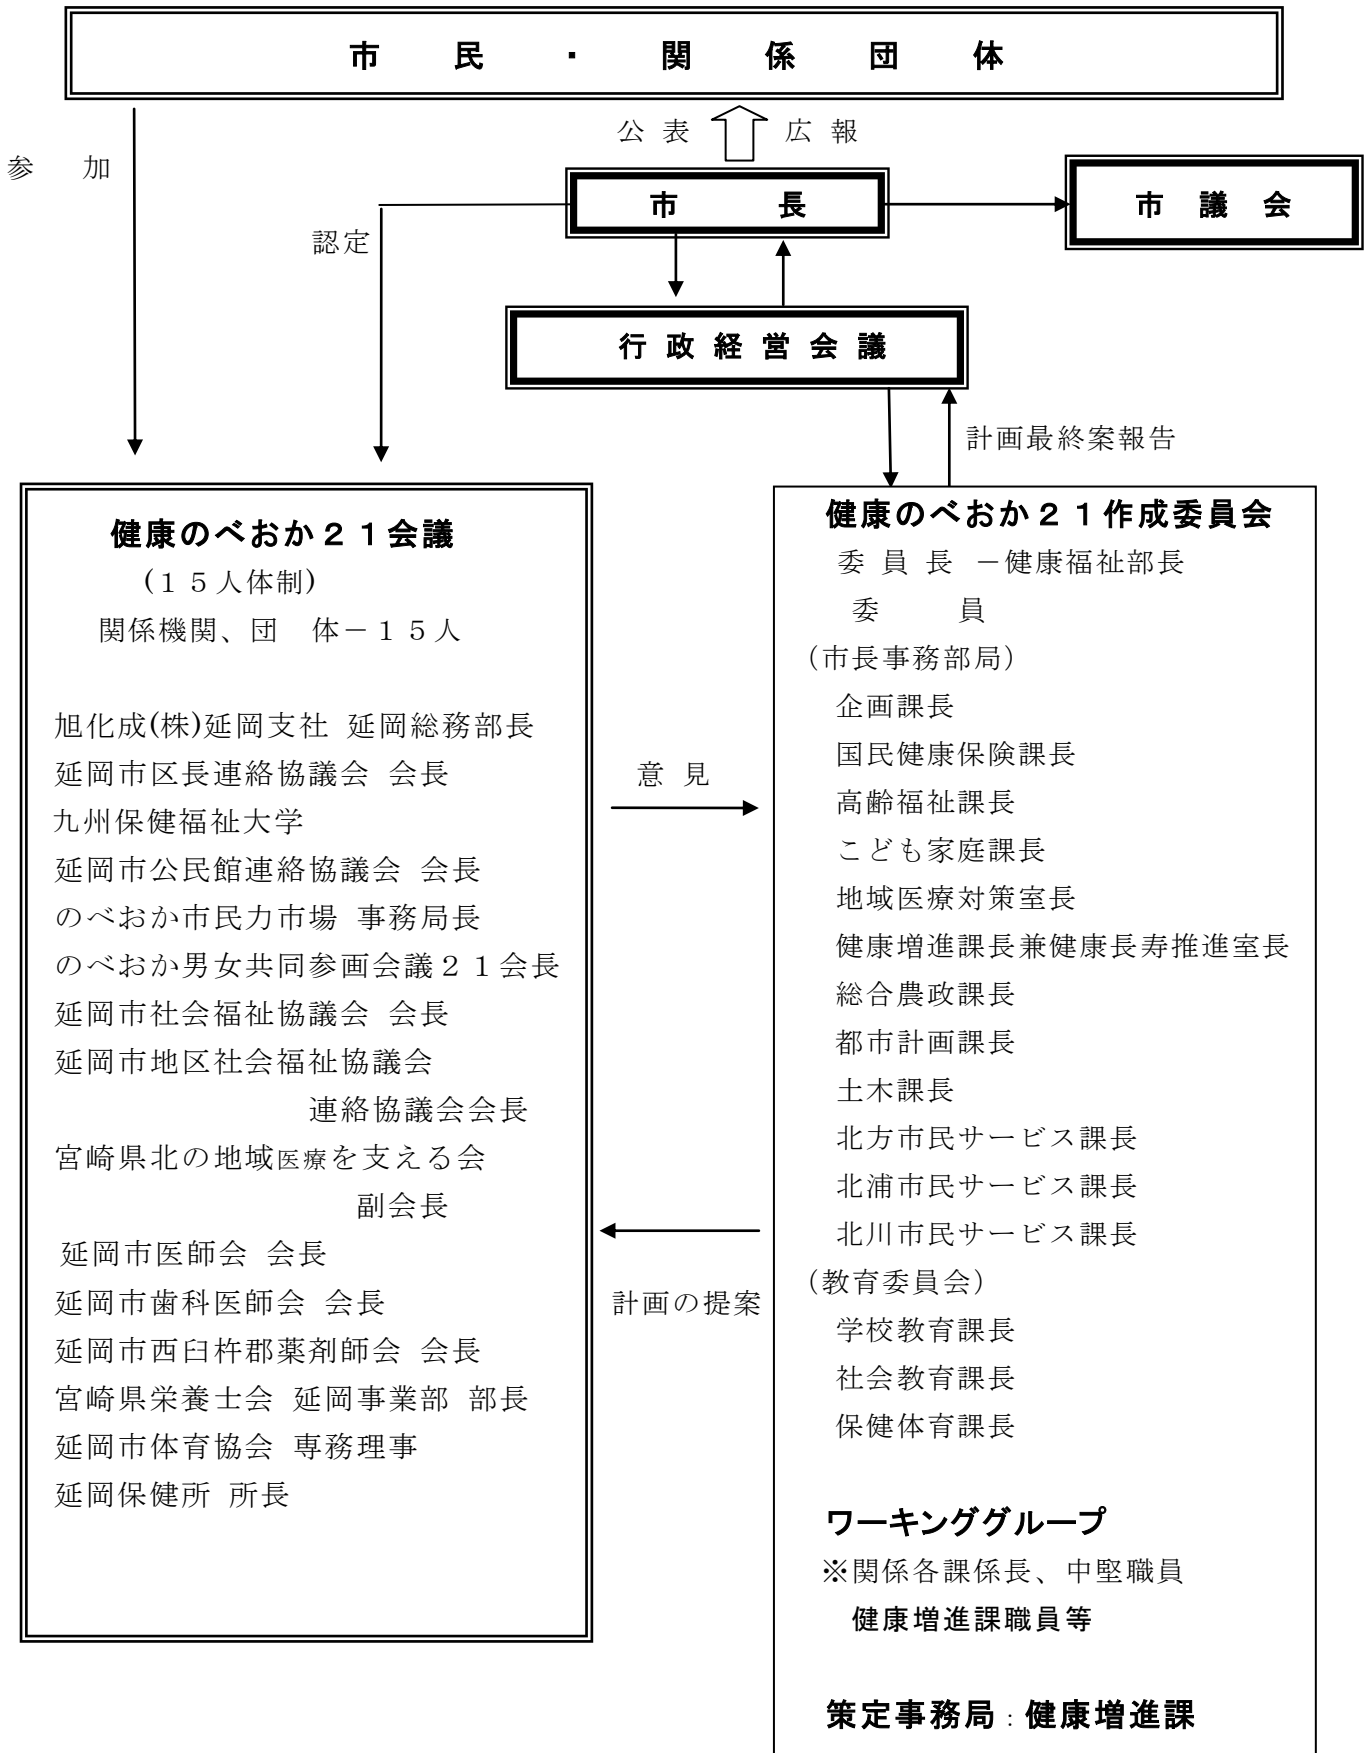 市　民　・　関　係　団　体
公 表
広 報
参　加
市　長
市 議 会
認定
行 政 経 営 会 議
計画最終案報告
健康のべおか２１会議
(１５人体制)
関係機関、団　体－１５人
旭化成(株)延岡支社 延岡総務部長
延岡市区長連絡協議会 会長
九州保健福祉大学
延岡市公民館連絡協議会 会長
のべおか市民力市場 事務局長
のべおか男女共同参画会議２１会長
延岡市社会福祉協議会 会長
延岡市地区社会福祉協議会
連絡協議会会長
宮崎県北の地域医療を支える会
副会長
延岡市医師会 会長
延岡市歯科医師会 会長
延岡市西臼杵郡薬剤師会 会長
宮崎県栄養士会 延岡事業部 部長
延岡市体育協会 専務理事
延岡保健所 所長
意 見
計画の提案
健康のべおか２１作成委員会
委 員 長 －健康福祉部長
委　　員
（市長事務部局）
企画課長
国民健康保険課長
高齢福祉課長
こども家庭課長
地域医療対策室長
健康増進課長兼健康長寿推進室長
総合農政課長
都市計画課長
土木課長
北方市民サービス課長
北浦市民サービス課長
北川市民サービス課長
（教育委員会）
学校教育課長
社会教育課長
保健体育課長
ワーキンググループ
※関係各課係長、中堅職員
健康増進課職員等
策定事務局：健康増進課